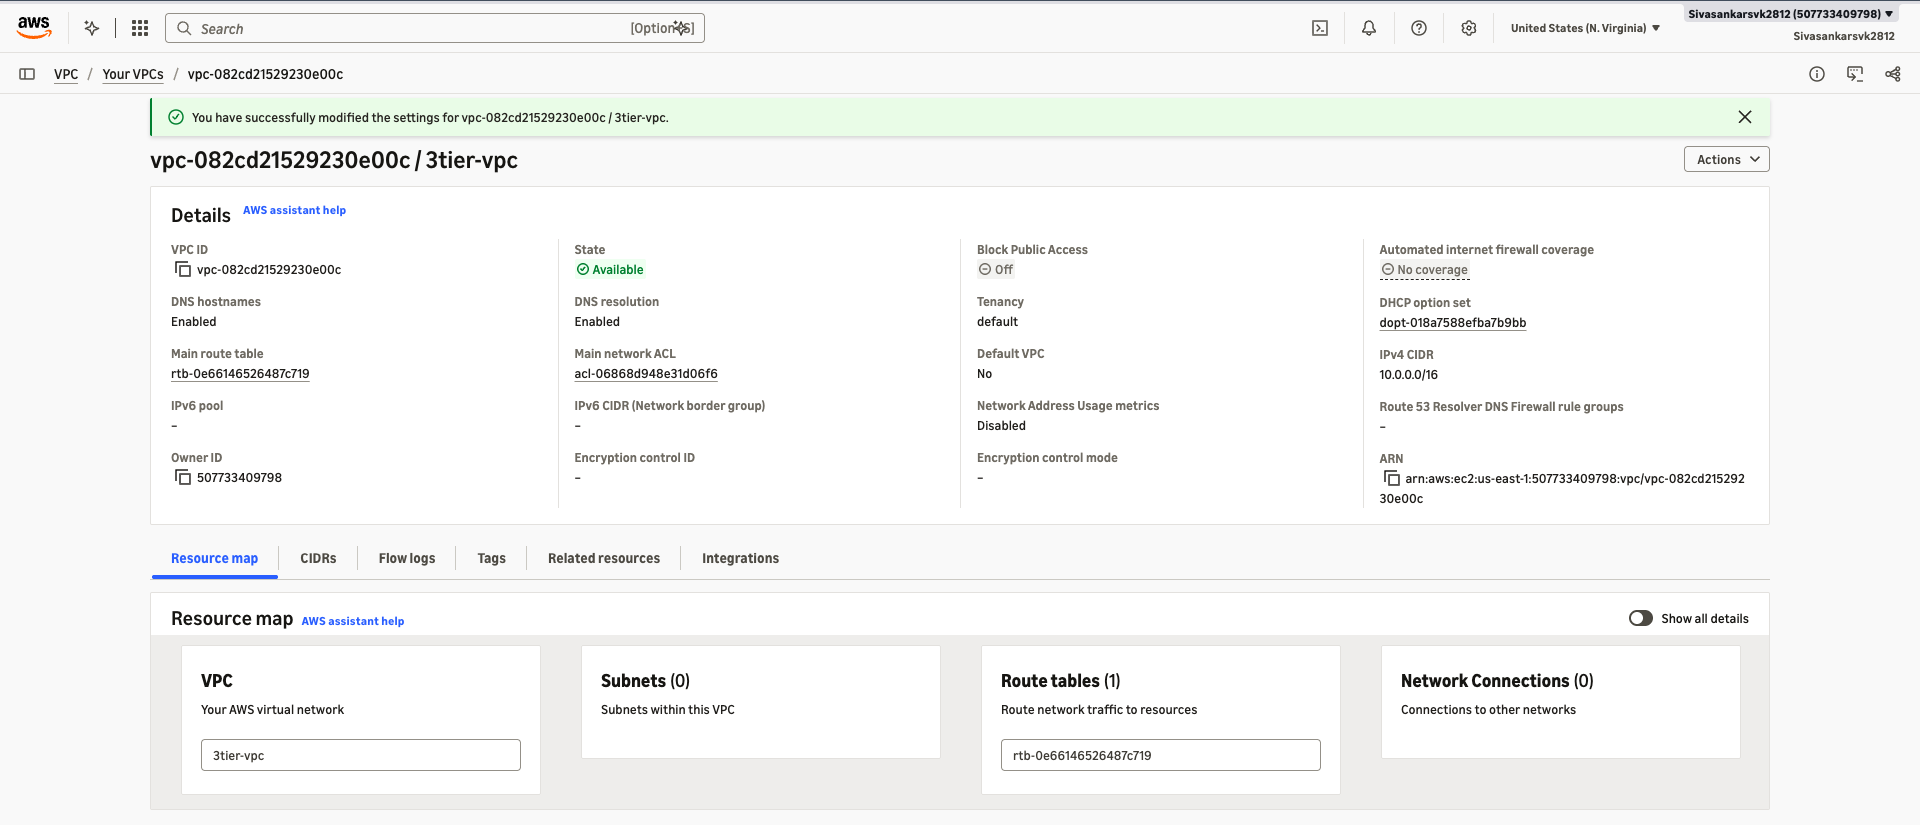 aws
Search
[Option+S]
United States (N. Virginia)
Sivasankarsvk2812 (507733409798)
Sivasankarsvk2812
VPC / Your VPCs / vpc-082cd21529230e00c
You have successfully modified the settings for vpc-082cd21529230e00c / 3tier-vpc.
vpc-082cd21529230e00c / 3tier-vpc
Actions
Details AWS assistant help
VPC ID
vpc-082cd21529230e00c
State
Available
Block Public Access
Off
Automated internet firewall coverage
No coverage
DNS hostnames
Enabled
DNS resolution
Enabled
Tenancy
default
DHCP option set
dopt-018a7588efba7b9bb
Main route table
rtb-0e66146526487c719
Main network ACL
acl-06868d948e31d06f6
Default VPC
No
IPv4 CIDR
10.0.0.0/16
IPv6 pool
–
IPv6 CIDR (Network border group)
–
Network Address Usage metrics
Disabled
Route 53 Resolver DNS Firewall rule groups
–
Owner ID
507733409798
Encryption control ID
–
Encryption control mode
–
ARN
arn:aws:ec2:us-east-1:507733409798:vpc/vpc-082cd215292
30e00c
Resource map
CIDRs
Flow logs
Tags
Related resources
Integrations
Resource map AWS assistant help
Show all details
VPC
Your AWS virtual network
3tier-vpc
Subnets (0)
Subnets within this VPC
Route tables (1)
Route network traffic to resources
rtb-0e66146526487c719
Network Connections (0)
Connections to other networks